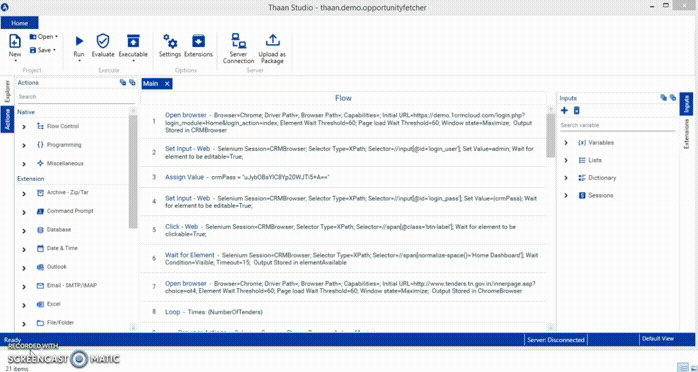 Thaan Studio - thaan.demo.opportunityfetcher
Home
New
Open
Save
Run
Evaluate
Executable
Settings
Extensions
Server Connection
Upload as Package
Project
Execute
Options
Server
Explorer
Actions
Actions
Search
Native
Flow Control
Programming
Miscellaneous
Extension
Archive - Zip/Tar
Command Prompt
Database
Date & Time
Outlook
Email - SMTP/IMAP
Excel
File/Folder
Main
Flow
1 Open browser - Browser=Chrome; Driver Path=; Browser Path=; Capabilities=; Initial URL=https://demo.1crmcloud.com/login.php?
login_module=Home&login_action=index; Element Wait Threshold=60; Page load Wait Threshold=60; Window state=Maximize; Output
Stored in CRMBrowser
2 Set Input - Web - Selenium Session=CRMBrowser; Selector Type=XPath; Selector=//input[@id='login_user']; Set Value=admin; Wait for
element to be editable=True;
3 Assign Value - crmPass =
4 Set Input - Web - Selenium Session=CRMBrowser; Selector Type=XPath; Selector=//input[@id='login_pass']; Set Value=(crmPass); Wait
for element to be editable=True;
5 Click - Web - Selenium Session=CRMBrowser; Selector Type=XPath; Selector=//span[@class='btn-label']; Wait for element to be
clickable=True;
6 Wait for Element - Selenium Session=CRMBrowser; Selector Type=XPath; Selector=//span[normalize-space()='Home Dashboard']; Wait
Condition=Visible; Timeout=15; Output Stored in elementAvailable
7 Open browser - Browser=Chrome; Driver Path=; Browser Path=; Capabilities=; Initial URL=http://www.tenders.tn.gov.in/innerpage.asp?
choice=ot4; Element Wait Threshold=60; Page load Wait Threshold=60; Window state=Maximize; Output Stored in ChromeBrowser
8 Loop - Times: (NumberOfTenders)
Inputs
Search variable
Variables
Lists
Dictionary
Sessions
Inputs
Extensions
Ready
Server: Disconnected
Default View
RECORDED WITH
SCREENCAST MATIC
21 items